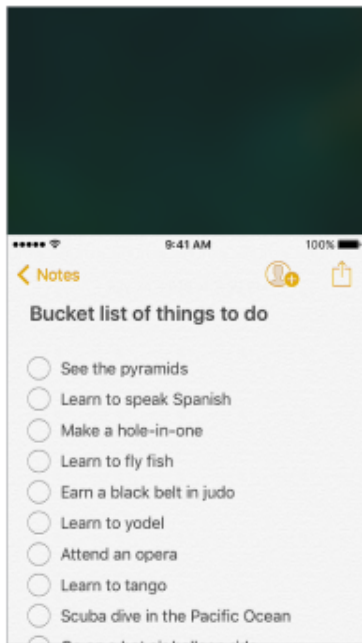 9:41 AM 100%
Notes
Bucket list of things to do
See the pyramids
Learn to speak Spanish
Make a hole-in-one
Learn to fly fish
Earn a black belt in judo
Learn to yodel
Attend an opera
Learn to tango
Scuba dive in the Pacific Ocean